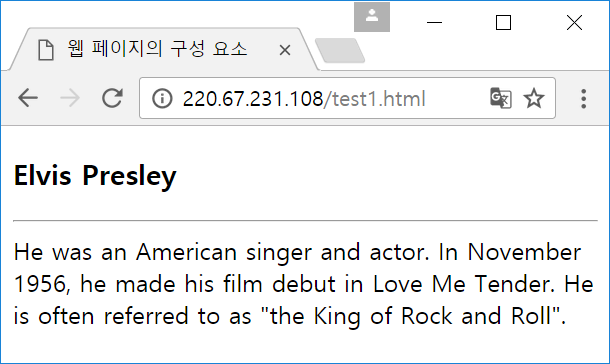 웹 페이지의 구성 요소
220.67.231.108/test1.html
Elvis Presley
He was an American singer and actor. In November
1956, he made his film debut in Love Me Tender. He
is often referred to as "the King of Rock and Roll".